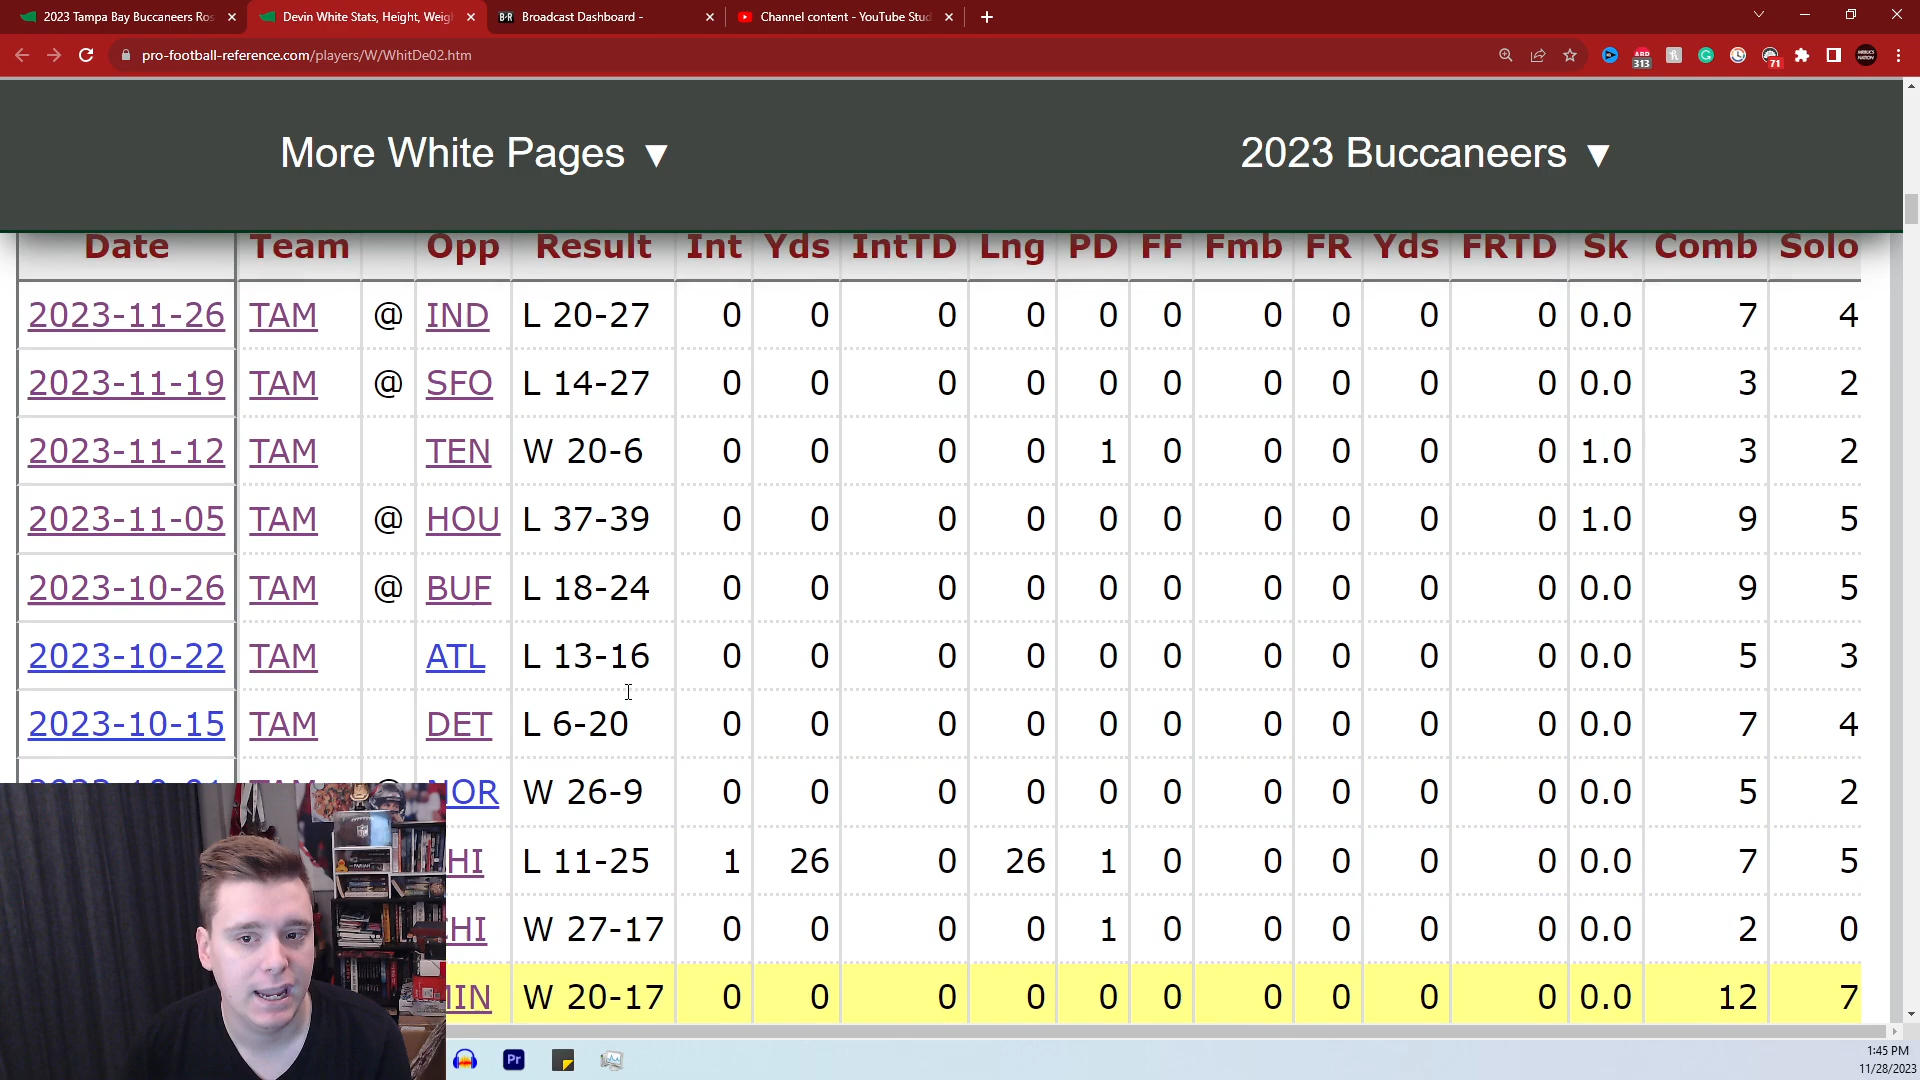 2023 Tampa Bay Buccaneers Ros
Devin White Stats, Height, Weig
B-R Broadcast Dashboard -
Channel content - YouTube Stud
pro-football-reference.com/players/W/WhitDe02.htm
313
71
More White Pages ▼
2023 Buccaneers ▼
Date Team Opp Result Int Yds IntTD Lng PD FF Fmb FR Yds FRTD Sk Comb Solo
2023-11-26 TAM @ IND L 20-27 0 0 0 0 0 0 0 0 0 0 0.0 7 4
2023-11-19 TAM @ SFO L 14-27 0 0 0 0 0 0 0 0 0 0 0.0 3 2
2023-11-12 TAM TEN W 20-6 0 0 0 0 1 0 0 0 0 0 1.0 3 2
2023-11-05 TAM @ HOU L 37-39 0 0 0 0 0 0 0 0 0 0 1.0 9 5
2023-10-26 TAM @ BUF L 18-24 0 0 0 0 0 0 0 0 0 0 0.0 9 5
2023-10-22 TAM ATL L 13-16 0 0 0 0 0 0 0 0 0 0 0.0 5 3
2023-10-15 TAM DET L 6-20 0 0 0 0 0 0 0 0 0 0 0.0 7 4
OR W 26-9 0 0 0 0 0 0 0 0 0 0 0.0 5 2
HI L 11-25 1 26 0 26 1 0 0 0 0 0 0.0 7 5
HI W 27-17 0 0 0 0 1 0 0 0 0 0 0.0 2 0
IN W 20-17 0 0 0 0 0 0 0 0 0 0 0.0 12 7
Pr
1:45 PM
11/28/2023